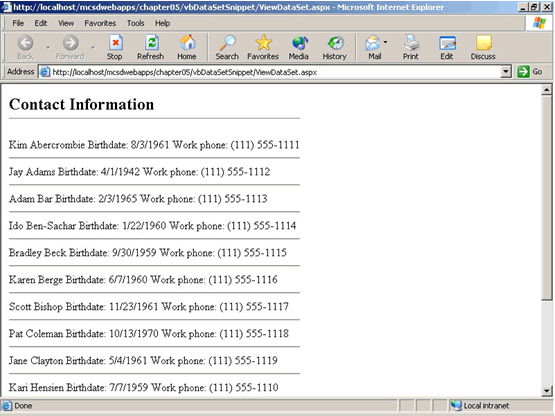 http://localhost/mcsdwebapps/chapter05/vbDataSetSnippet/ViewDataSet.aspx - Microsoft Internet Explorer
File Edit View Favorites Tools Help
Back Forward Stop Refresh Home Search Favorites Media History Mail Print Edit Discuss
Address http://localhost/mcsdwebapps/chapter05/vbDataSetSnippet/ViewDataSet.aspx Go
Contact Information
Kim Abercrombie Birthdate: 8/3/1961 Work phone: (111) 555-1111
Jay Adams Birthdate: 4/1/1942 Work phone: (111) 555-1112
Adam Bar Birthdate: 2/3/1965 Work phone: (111) 555-1113
Ido Ben-Sachar Birthdate: 1/22/1960 Work phone: (111) 555-1114
Bradley Beck Birthdate: 9/30/1959 Work phone: (111) 555-1115
Karen Berge Birthdate: 6/7/1960 Work phone: (111) 555-1116
Scott Bishop Birthdate: 11/23/1961 Work phone: (111) 555-1117
Pat Coleman Birthdate: 10/13/1970 Work phone: (111) 555-1118
Jane Clayton Birthdate: 5/4/1961 Work phone: (111) 555-1119
Kari Hensien Birthdate: 7/7/1959 Work phone: (111) 555-1110
Done Local intranet